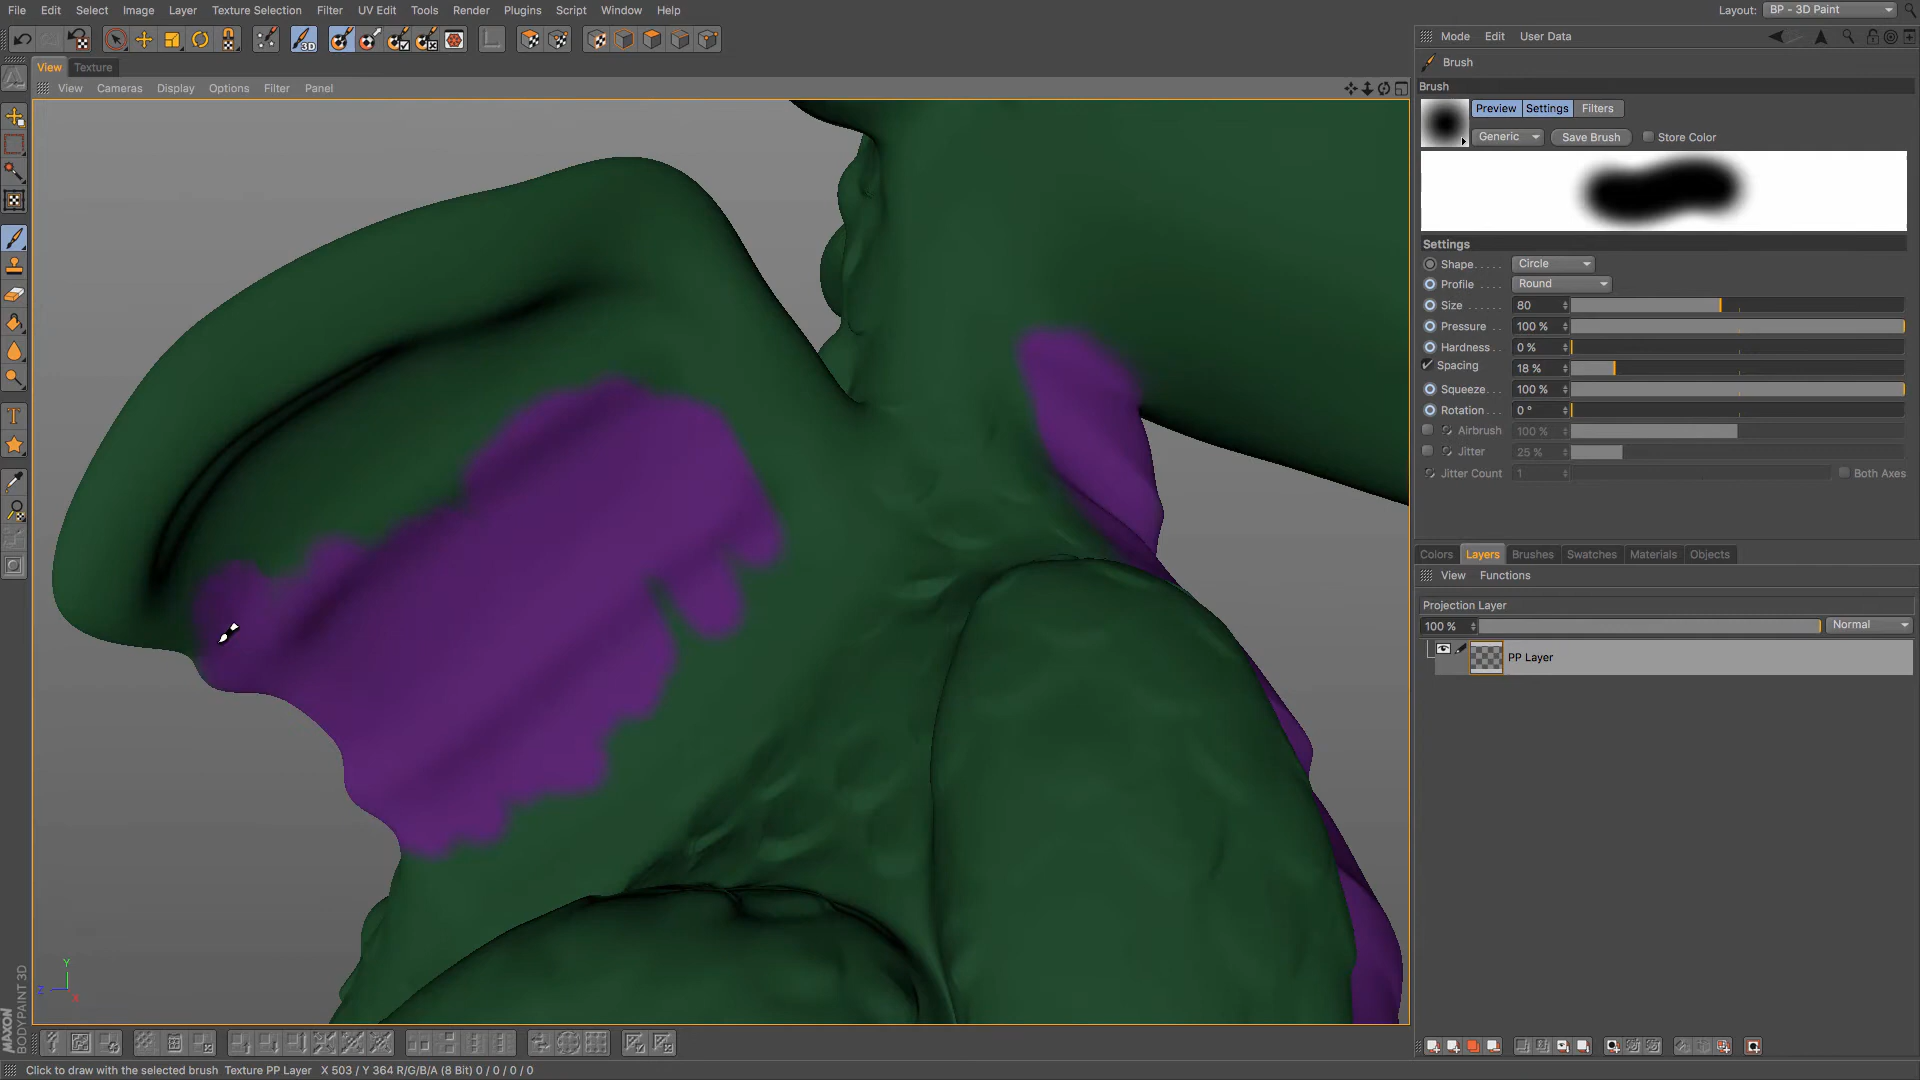 File Edit Select Image Layer Texture Selection Filter UV Edit Tools Render Plugins Script Window Help Layout: BP - 3D Paint
3D
View Texture
View Cameras Display Options Filter Panel
Mode Edit User Data
Brush
Brush
Preview Settings Filters
Generic Save Brush Store Color
Settings
Shape..... Circle
Profile .... Round
Size ...... 80
Pressure .. 100 %
Hardness .. 0 %
Spacing 18 %
Squeeze... 100 %
Rotation... 0 °
Airbrush 100 %
Jitter 25 %
Jitter Count 1 Both Axes
Colors Layers Brushes Swatches Materials Objects
View Functions
Projection Layer
100 % Normal
PP Layer
Y
Z
X
MAXON
BODYPAINT 3D
Click to draw with the selected brush Texture PP Layer X 503 / Y 364 R/G/B/A (8 Bit) 0 / 0 / 0 / 0